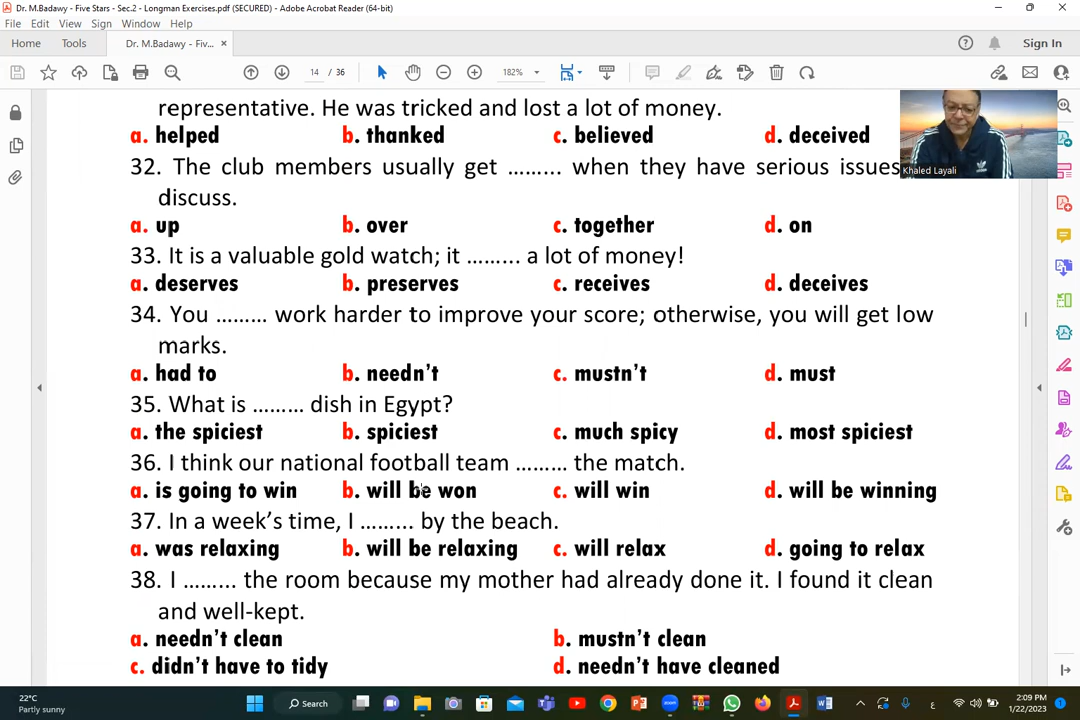 Dr. M.Badawy - Five Stars - Sec.2 - Longman Exercises.pdf (SECURED) - Adobe Acrobat Reader (64-bit)
File Edit View Sign Window Help
Home Tools Dr. M.Badawy - Fiv... × Sign In
14 / 36 182%
representative. He was tricked and lost a lot of money.
a. helped b. thanked c. believed d. deceived
Khaled Layali
32. The club members usually get ......... when they have serious issues
discuss.
a. up b. over c. together d. on
33. It is a valuable gold watch; it ......... a lot of money!
a. deserves b. preserves c. receives d. deceives
34. You ......... work harder to improve your score; otherwise, you will get low
marks.
a. had to b. needn't c. mustn't d. must
35. What is ......... dish in Egypt?
a. the spiciest b. spiciest c. much spicy d. most spiciest
36. I think our national football team ......... the match.
a. is going to win b. will be won c. will win d. will be winning
37. In a week's time, I ......... by the beach.
a. was relaxing b. will be relaxing c. will relax d. going to relax
38. I ......... the room because my mother had already done it. I found it clean
and well-kept.
a. needn't clean b. mustn't clean
c. didn't have to tidy d. needn't have cleaned
22°C
Partly sunny
Search
ع
2:09 PM
1/22/2023